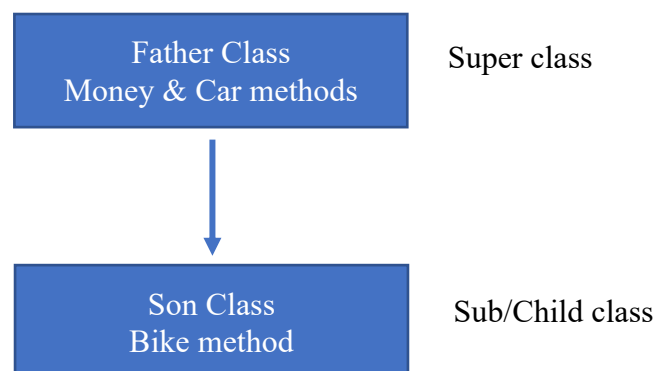 Father Class
Money & Car methods
Super class
Son Class
Bike method
Sub/Child class